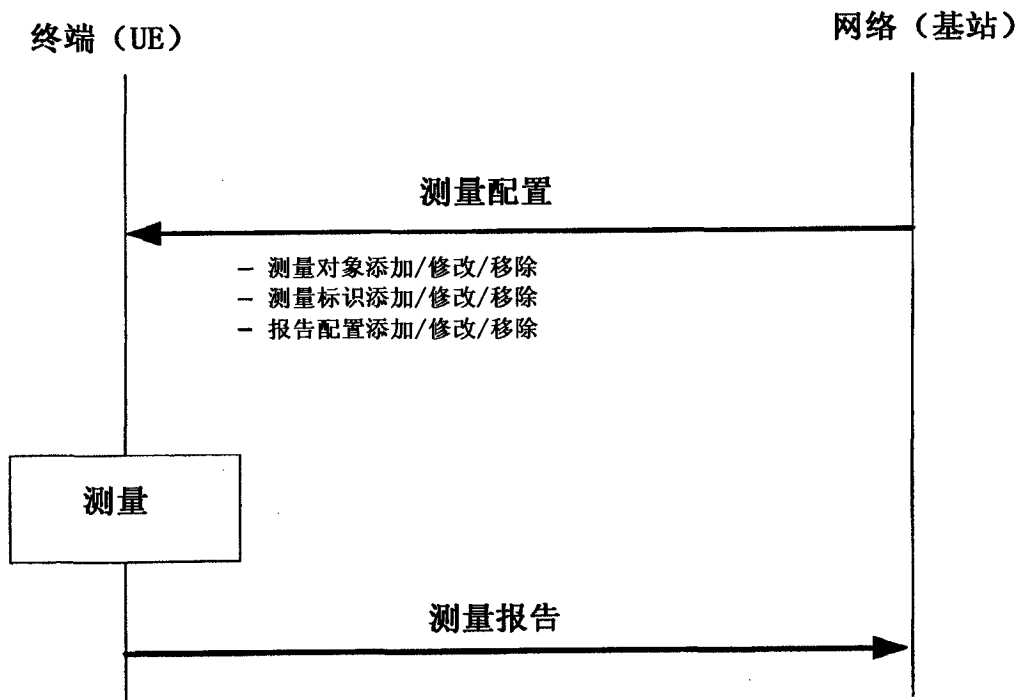 终端（UE）
网络（基站）
测量配置
— 测量对象添加/修改/移除
— 测量标识添加/修改/移除
— 报告配置添加/修改/移除
测量
测量报告